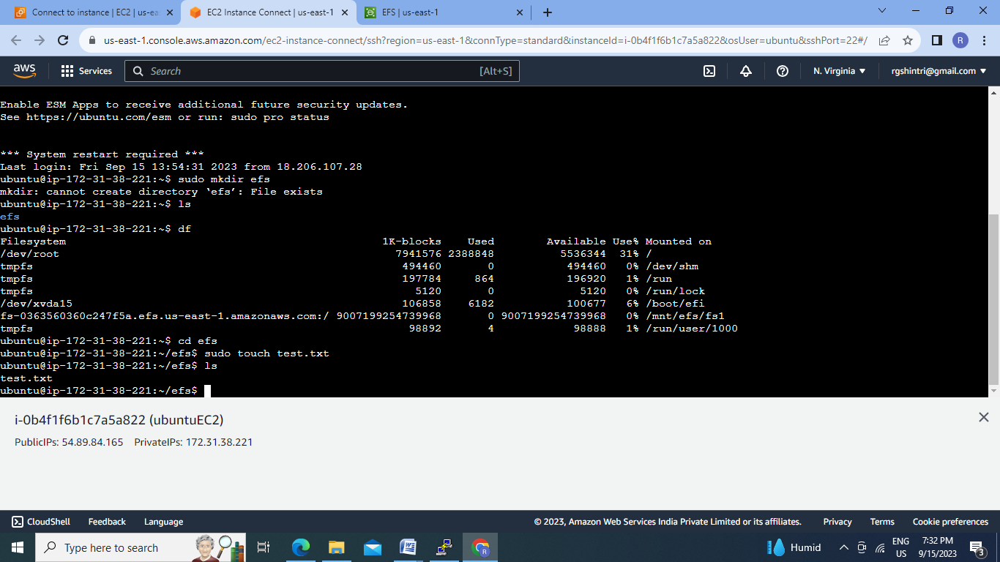 Connect to instance | EC2 | us-ea
EC2 Instance Connect | us-east-1
EFS | us-east-1
us-east-1.console.aws.amazon.com/ec2-instance-connect/ssh?region=us-east-1&connType=standard&instanceId=i-0b4f1f6b1c7a5a822&osUser=ubuntu&sshPort=22#/
R
aws Services Search [Alt+S] N. Virginia rgshintri@gmail.com
Enable ESM Apps to receive additional future security updates.
See https://ubuntu.com/esm or run: sudo pro status
*** System restart required ***
Last login: Fri Sep 15 13:54:31 2023 from 18.206.107.28
ubuntu@ip-172-31-38-221:~$ sudo mkdir efs
mkdir: cannot create directory ‘efs’: File exists
ubuntu@ip-172-31-38-221:~$ ls
efs
ubuntu@ip-172-31-38-221:~$ df
Filesystem 1K-blocks Used Available Use% Mounted on
/dev/root 7941576 2388848 5536344 31% /
tmpfs 494460 0 494460 0% /dev/shm
tmpfs 197784 864 196920 1% /run
tmpfs 5120 0 5120 0% /run/lock
/dev/xvda15 106858 6182 100677 6% /boot/efi
fs-0363560360c247f5a.efs.us-east-1.amazonaws.com:/ 9007199254739968 0 9007199254739968 0% /mnt/efs/fs1
tmpfs 98892 4 98888 1% /run/user/1000
ubuntu@ip-172-31-38-221:~$ cd efs
ubuntu@ip-172-31-38-221:~/efs$ sudo touch test.txt
ubuntu@ip-172-31-38-221:~/efs$ ls
test.txt
ubuntu@ip-172-31-38-221:~/efs$
i-0b4f1f6b1c7a5a822 (ubuntuEC2)
PublicIPs: 54.89.84.165 PrivateIPs: 172.31.38.221
CloudShell Feedback Language © 2023, Amazon Web Services India Private Limited or its affiliates. Privacy Terms Cookie preferences
Type here to search
Humid
ENG
US
7:32 PM
9/15/2023
3